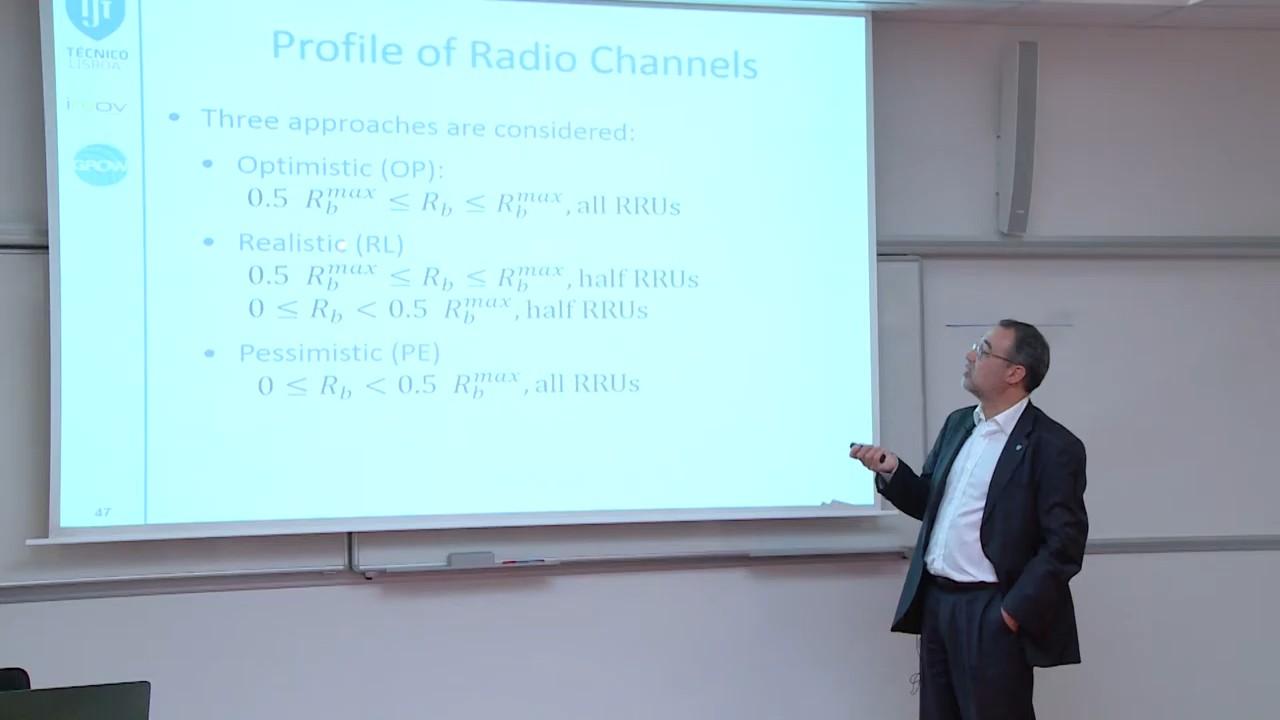 Profile of Radio Channels
TÉCNICO
LISBOA
GROW
• Three approaches are considered:
• Optimistic (OP):
0.5 R_b^max ≤ R_b ≤ R_b^max, all RRUs
• Realistic (RL)
0.5 R_b^max ≤ R_b ≤ R_b^max, half RRUs
0 ≤ R_b < 0.5 R_b^max, half RRUs
• Pessimistic (PE)
0 ≤ R_b < 0.5 R_b^max, all RRUs
47